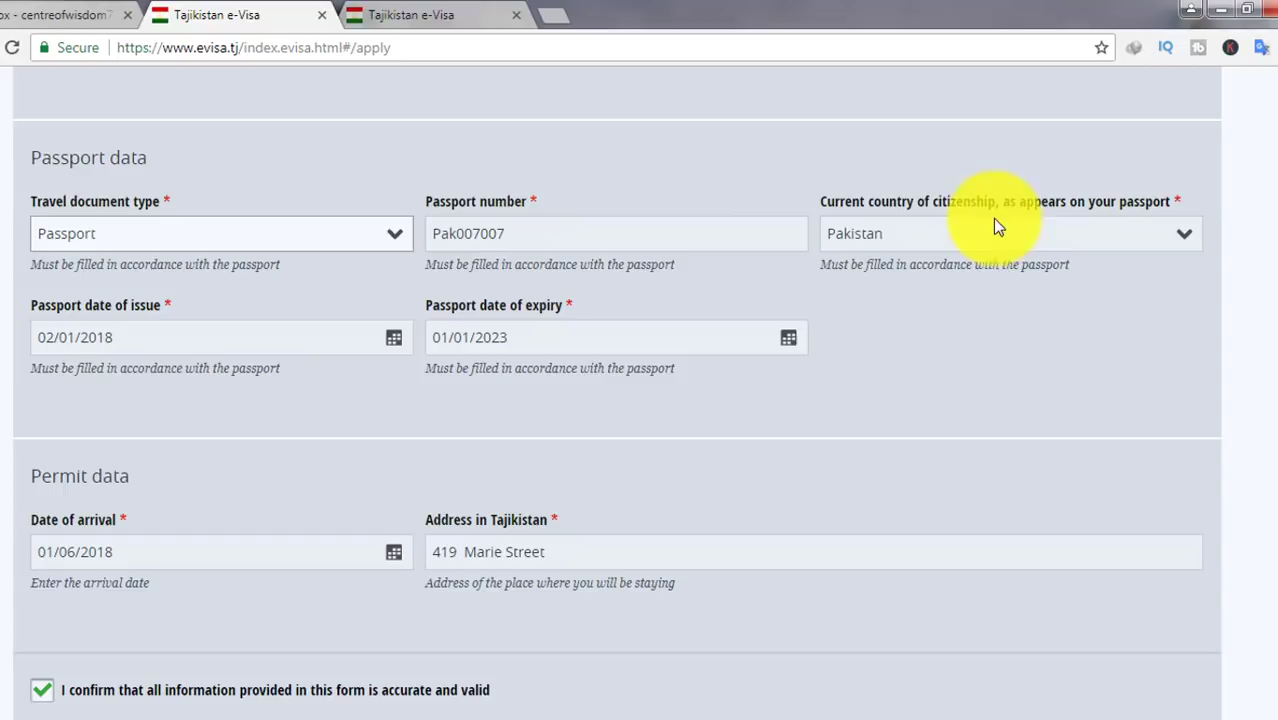 ox - centreofwisdom7 Tajikistan e-Visa Tajikistan e-Visa
Secure https://www.evisa.tj/index.evisa.html#/apply IQ
Passport data
Travel document type * Passport number * Current country of citizenship, as appears on your passport *
Passport Pak007007 Pakistan
Must be filled in accordance with the passport Must be filled in accordance with the passport Must be filled in accordance with the passport
Passport date of issue * Passport date of expiry *
02/01/2018 01/01/2023
Must be filled in accordance with the passport Must be filled in accordance with the passport
Permit data
Date of arrival * Address in Tajikistan *
01/06/2018 419 Marie Street
Enter the arrival date Address of the place where you will be staying
I confirm that all information provided in this form is accurate and valid